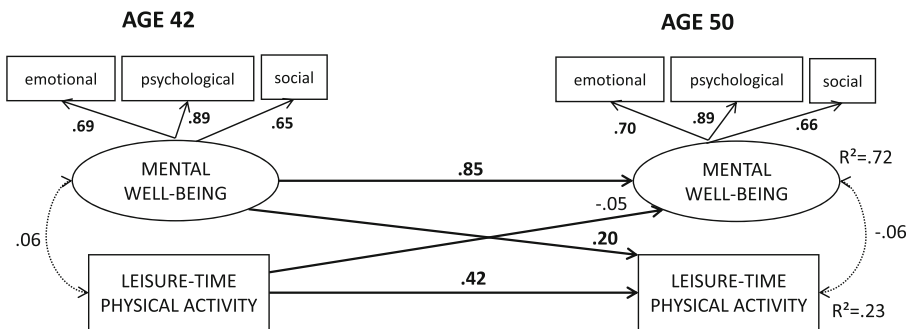 AGE 42
AGE 50
emotional
psychological
social
emotional
psychological
social
.69
.89
.65
.70
.89
.66
MENTAL
WELL-BEING
.85
MENTAL
WELL-BEING
R²=.72
-.05
.06
.20
-.06
LEISURE-TIME
PHYSICAL ACTIVITY
.42
LEISURE-TIME
PHYSICAL ACTIVITY
R²=.23